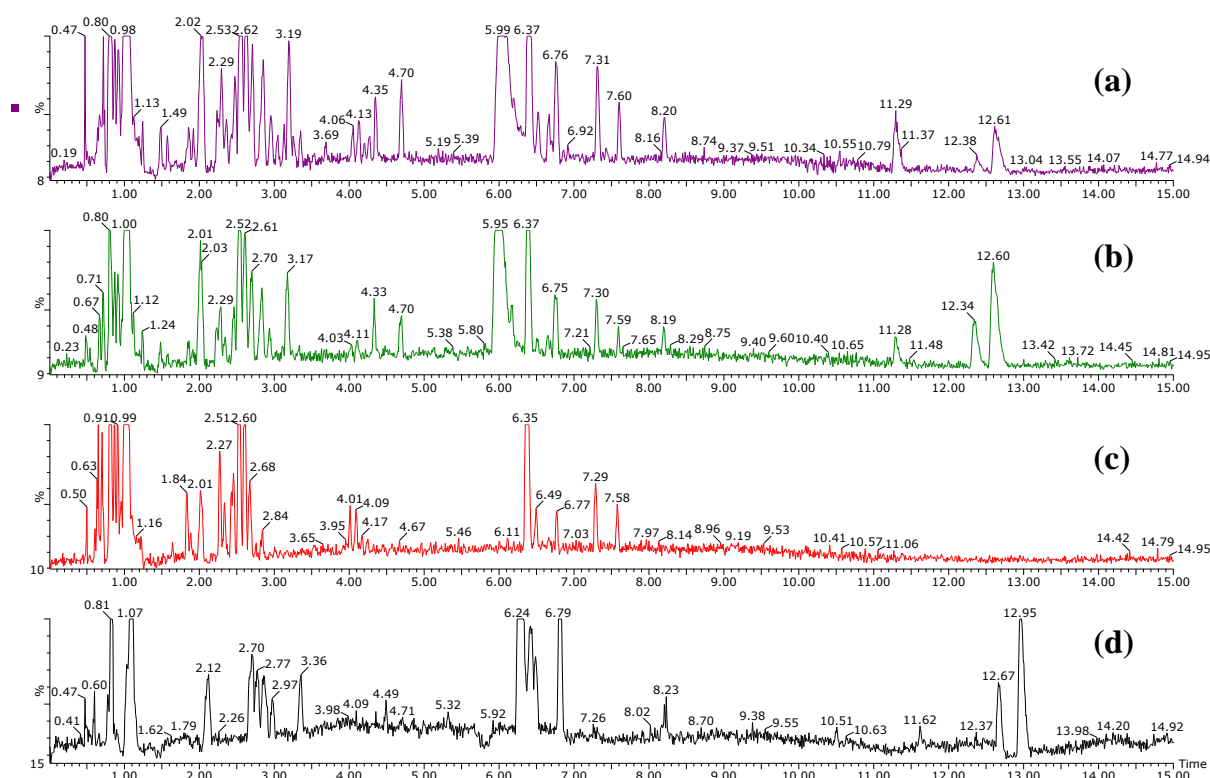 0.47 0.80 0.98 2.02 2.53 2.62 3.19 5.99 6.37
(a)
2.29 6.76 7.31
4.70
4.35 7.60
% 1.13 1.49 4.06 4.13 8.20 11.29 12.61
3.69 5.19 5.39 6.92 8.16 8.74 9.37 9.51 10.34 10.55 10.79 11.37 12.38
0.19 13.04 13.55 14.07 14.77 14.94
8
1.00 2.00 3.00 4.00 5.00 6.00 7.00 8.00 9.00 10.00 11.00 12.00 13.00 14.00 15.00
0.80 1.00 2.01 2.52 2.61 5.95 6.37
2.03 2.70 3.17 (b)
12.60
0.71 1.12 2.29 4.33 4.70 6.75 7.30 12.34
% 0.67
0.48 1.24 7.59 8.19
0.23 4.03 4.11 5.38 5.80 7.21 7.65 8.29 8.75 9.40 9.60 10.40 10.65 11.28 11.48 13.42 13.72 14.45 14.81 14.95
9
1.00 2.00 3.00 4.00 5.00 6.00 7.00 8.00 9.00 10.00 11.00 12.00 13.00 14.00 15.00
0.91 0.99 2.51 2.60 6.35
(c)
0.63 2.27 2.68
% 0.50 1.84 2.01 4.01 4.09 6.49 6.77 7.29 7.58
1.16 2.84 3.65 3.95 4.17 4.67 5.46 6.11 7.03 7.97 8.14 8.96 9.19 9.53 10.41 10.57 11.06 14.42 14.79 14.95
10
1.00 2.00 3.00 4.00 5.00 6.00 7.00 8.00 9.00 10.00 11.00 12.00 13.00 14.00 15.00
0.81 1.07 6.24 6.79 12.95
(d)
2.12 2.70 2.77 3.36
% 0.47 0.60 2.97 4.49 8.23 12.67
0.41 1.62 1.79 2.26 3.98 4.09 4.71 5.32 5.92 7.26 8.02 8.70 9.38 9.55 10.51 10.63 11.62 12.37 13.98 14.20 14.92
15
Time
1.00 2.00 3.00 4.00 5.00 6.00 7.00 8.00 9.00 10.00 11.00 12.00 13.00 14.00 15.00